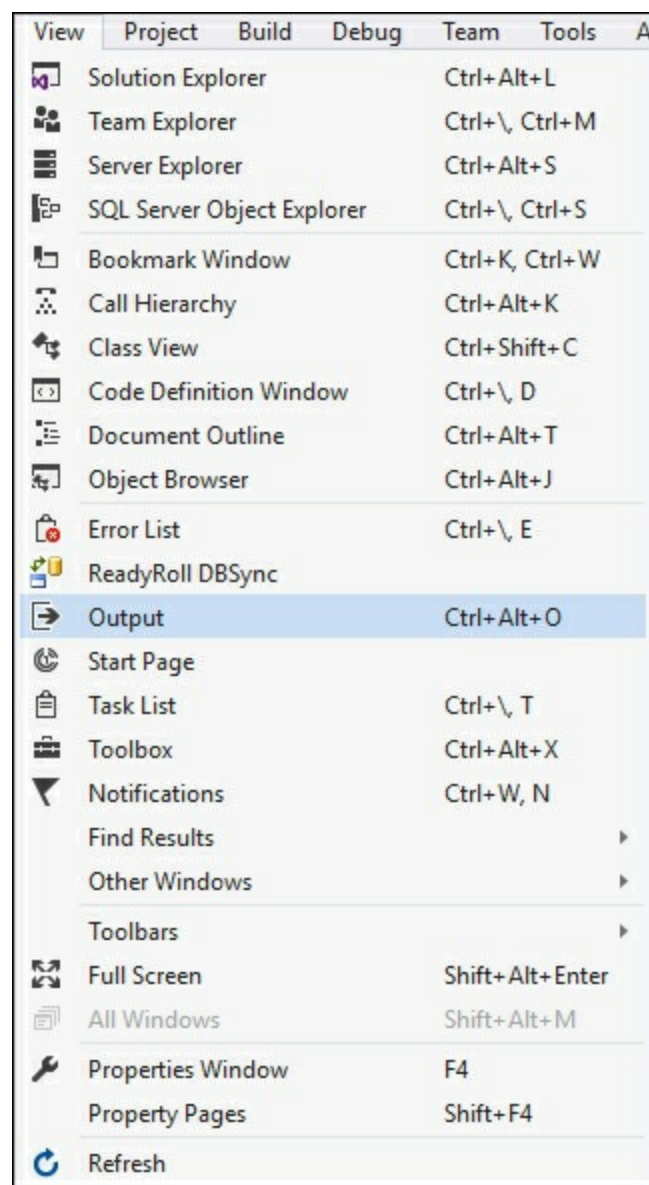 View Project Build Debug Team Tools A
Solution Explorer Ctrl+Alt+L
Team Explorer Ctrl+\, Ctrl+M
Server Explorer Ctrl+Alt+S
SQL Server Object Explorer Ctrl+\, Ctrl+S
Bookmark Window Ctrl+K, Ctrl+W
Call Hierarchy Ctrl+Alt+K
Class View Ctrl+Shift+C
Code Definition Window Ctrl+\, D
Document Outline Ctrl+Alt+T
Object Browser Ctrl+Alt+J
Error List Ctrl+\, E
ReadyRoll DBSync
Output Ctrl+Alt+O
Start Page
Task List Ctrl+\, T
Toolbox Ctrl+Alt+X
Notifications Ctrl+W, N
Find Results
Other Windows
Toolbars
Full Screen Shift+Alt+Enter
All Windows Shift+Alt+M
Properties Window F4
Property Pages Shift+F4
Refresh